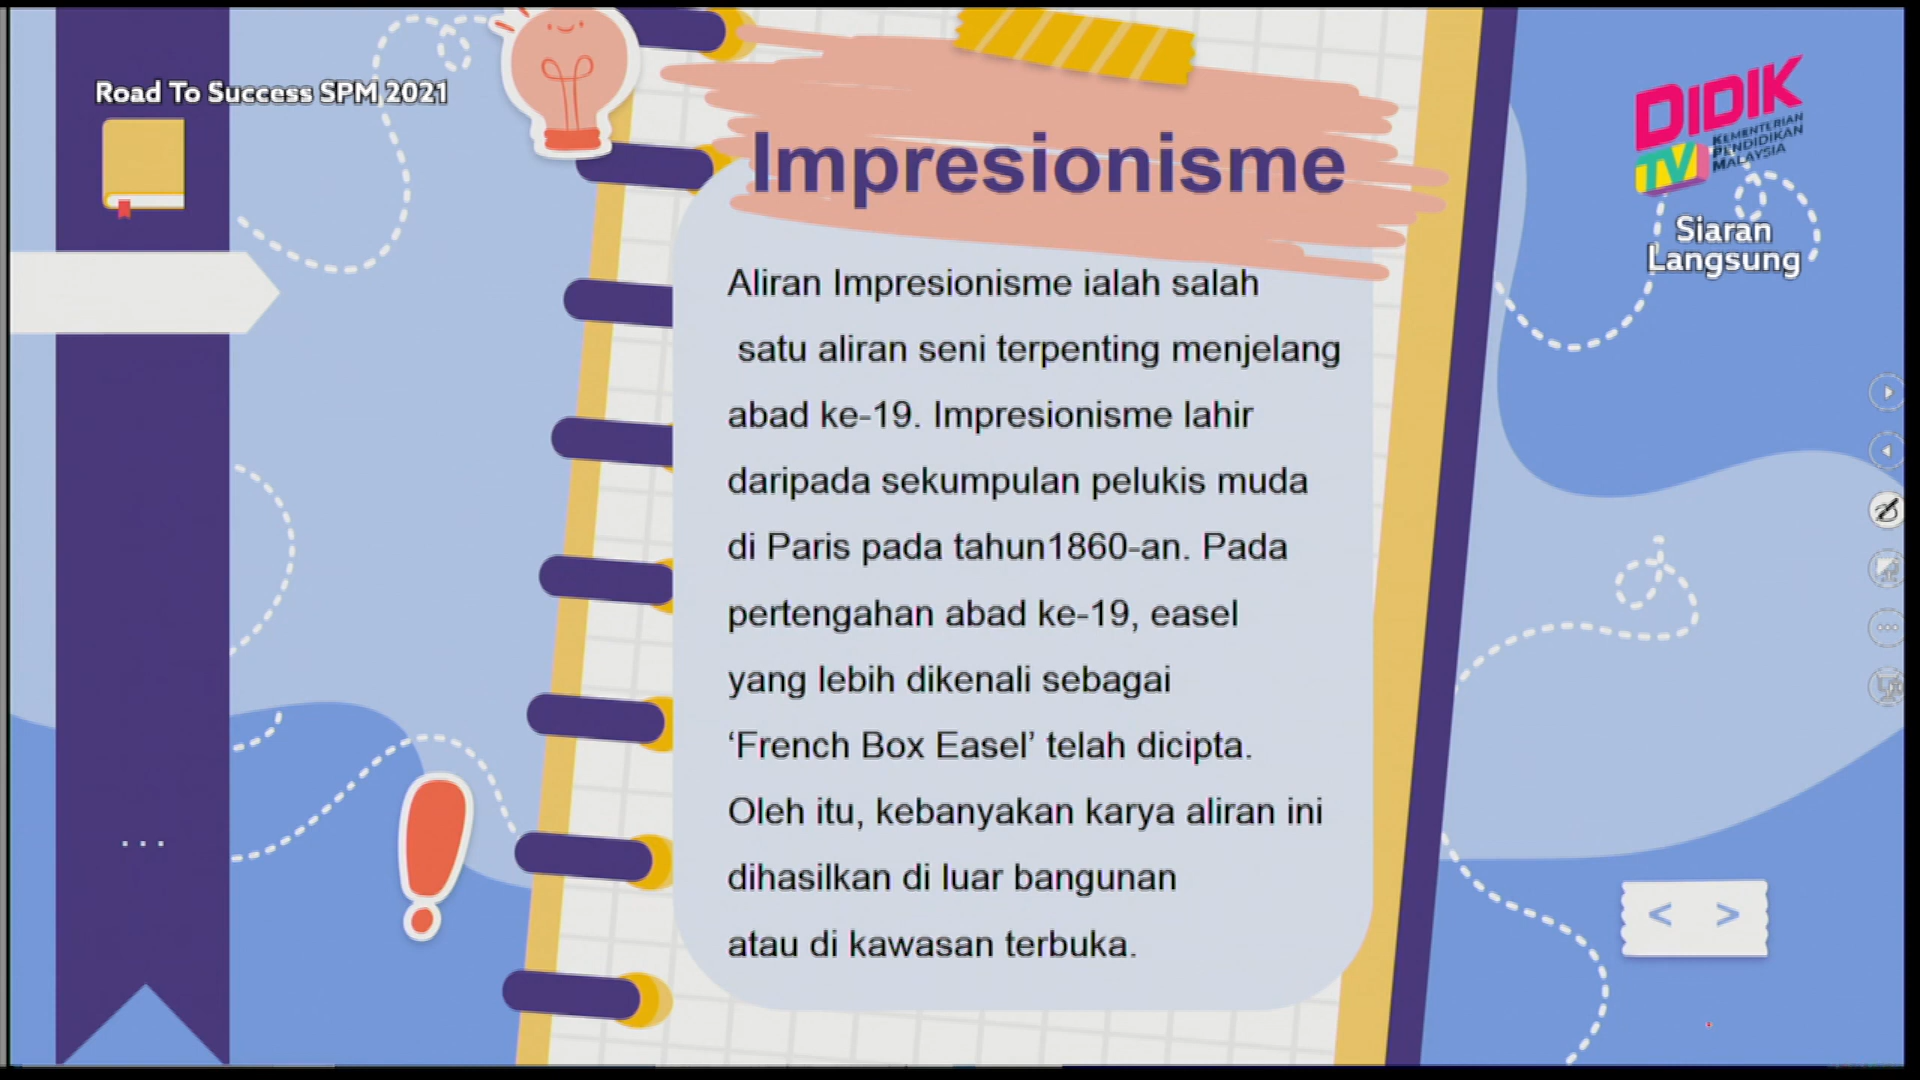 Road To Success SPM 2021
DIDIK
TV
KEMENTERIAN
PENDIDIKAN
MALAYSIA
Siaran
Langsung
Impresionisme
Aliran Impresionisme ialah salah
satu aliran seni terpenting menjelang
abad ke-19. Impresionisme lahir
daripada sekumpulan pelukis muda
di Paris pada tahun1860-an. Pada
pertengahan abad ke-19, easel
yang lebih dikenali sebagai
‘French Box Easel’ telah dicipta.
Oleh itu, kebanyakan karya aliran ini
dihasilkan di luar bangunan
atau di kawasan terbuka.
. . .
< >